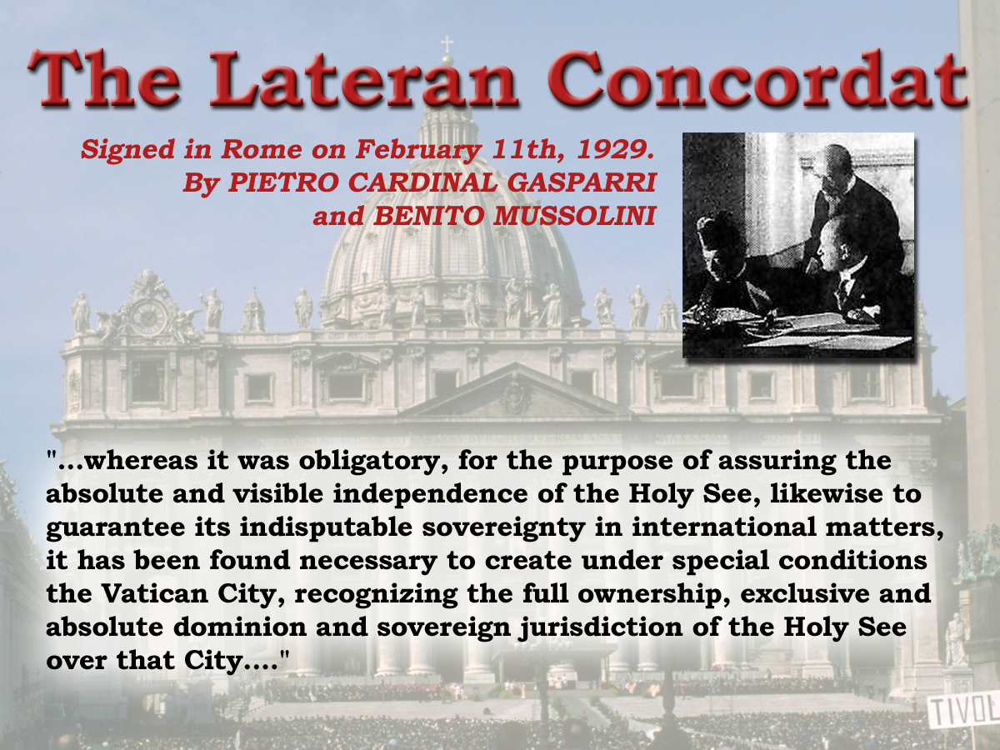 The Lateran Concordat
Signed in Rome on February 11th, 1929.
By PIETRO CARDINAL GASPARRI
and BENITO MUSSOLINI
"...whereas it was obligatory, for the purpose of assuring the
absolute and visible independence of the Holy See, likewise to
guarantee its indisputable sovereignty in international matters,
it has been found necessary to create under special conditions
the Vatican City, recognizing the full ownership, exclusive and
absolute dominion and sovereign jurisdiction of the Holy See
over that City...."
TIVOL